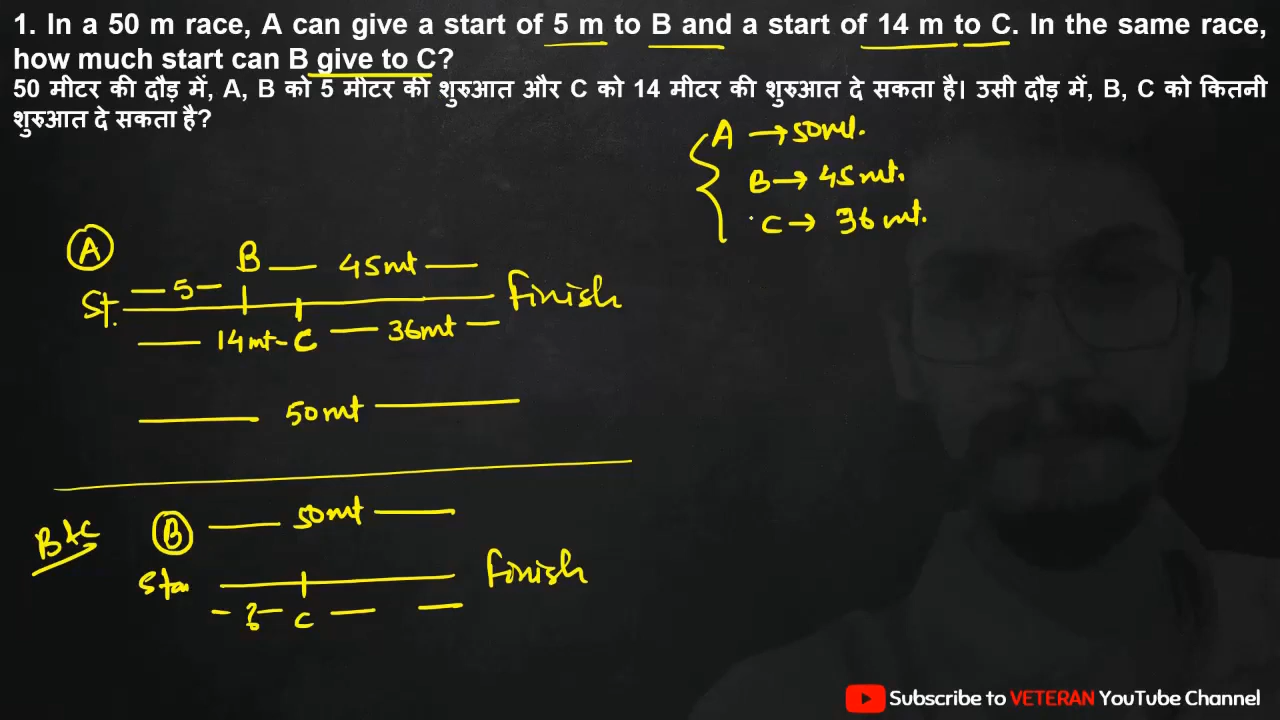 1. In a 50 m race, A can give a start of 5 m to B and a start of 14 m to C. In the same race,
how much start can B give to C?
50 मीटर की दौड़ में, A, B को 5 मीटर की शुरुआत और C को 14 मीटर की शुरुआत दे सकता है। उसी दौड़ में, B, C को कितनी
शुरुआत दे सकता है?
A → 50mt.
B → 45mt.
C → 36mt.
A
B 45mt
5
St. Finish
14mt C 36mt
50mt
B & C
B 50mt
Star Finish
? C
Subscribe to VETERAN YouTube Channel